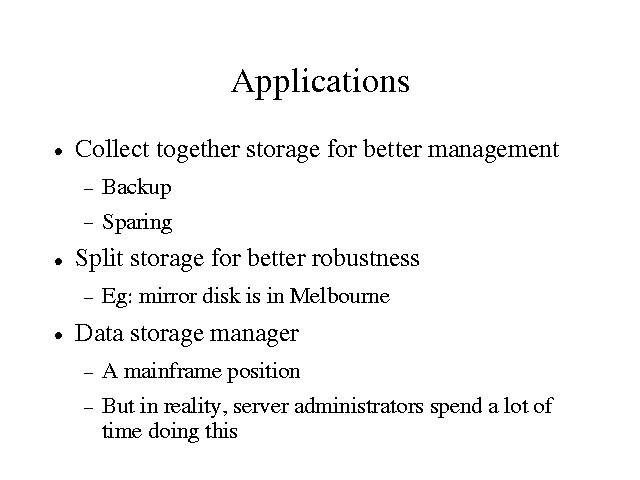 Applications
• Collect together storage for better management
– Backup
– Sparing
• Split storage for better robustness
– Eg: mirror disk is in Melbourne
• Data storage manager
– A mainframe position
– But in reality, server administrators spend a lot of
time doing this